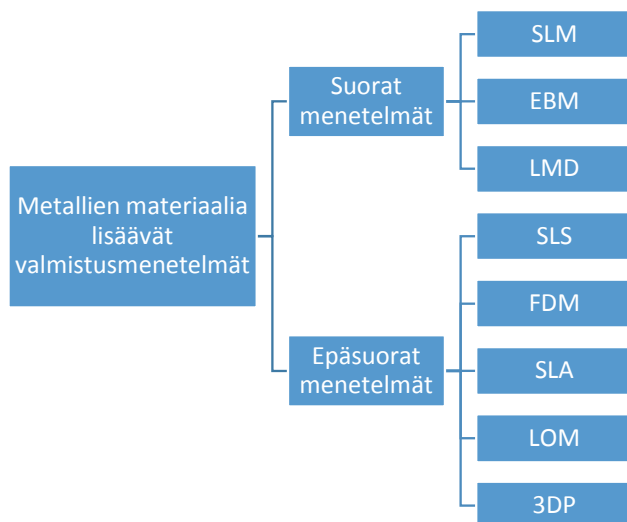 Metallien materiaalia
lisäävät
valmistusmenetelmät
Suorat
menetelmät
SLM
EBM
LMD
Epäsuorat
menetelmät
SLS
FDM
SLA
LOM
3DP